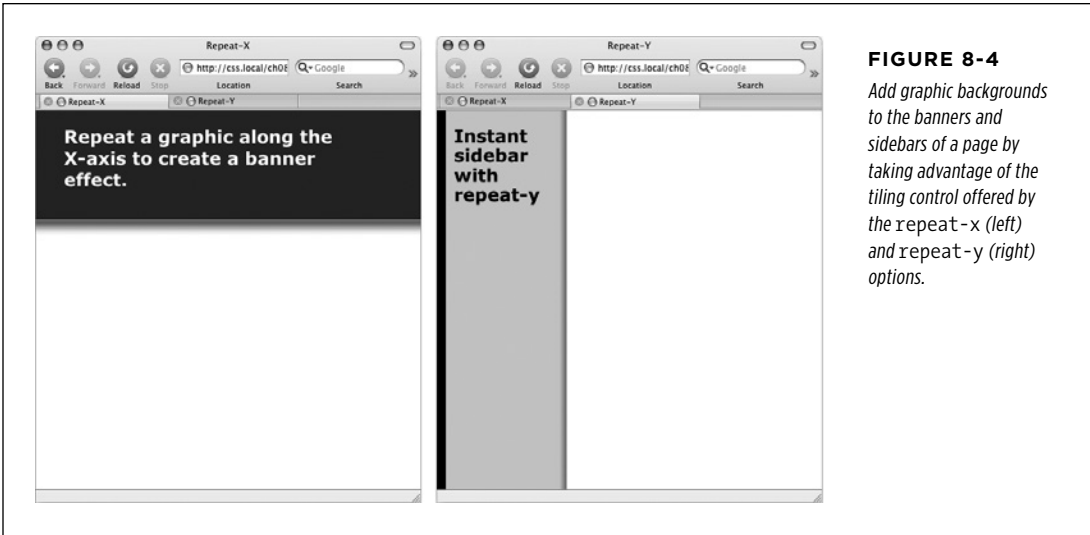 Repeat-X
http://css.local/ch08
Google
Back Forward Reload Stop Location Search
Repeat-X Repeat-Y
Repeat a graphic along the
X-axis to create a banner
effect.
Repeat-Y
http://css.local/ch08
Google
Back Forward Reload Stop Location Search
Repeat-X Repeat-Y
Instant
sidebar
with
repeat-y
FIGURE 8-4
Add graphic backgrounds
to the banners and
sidebars of a page by
taking advantage of the
tiling control offered by
the repeat-x (left)
and repeat-y (right)
options.